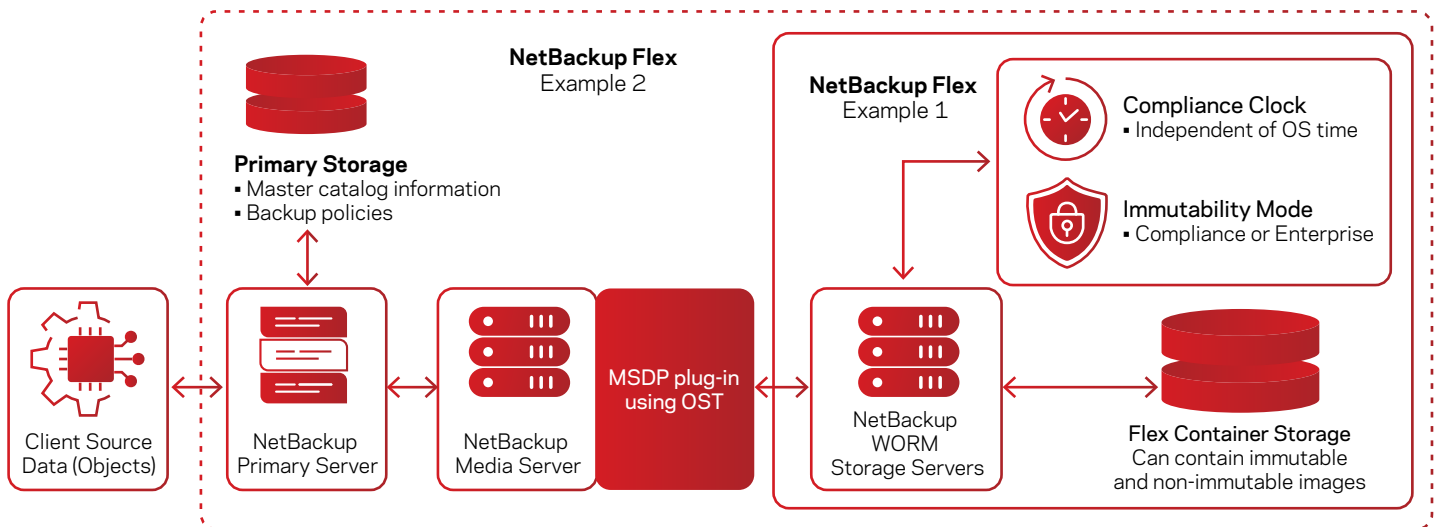 NetBackup Flex
Example 2
NetBackup Flex
Example 1
Compliance Clock
▪ Independent of OS time
Immutability Mode
▪ Compliance or Enterprise
Primary Storage
▪ Master catalog information
▪ Backup policies
Client Source
Data (Objects)
NetBackup
Primary Server
NetBackup
Media Server
MSDP plug-in
using OST
NetBackup
WORM
Storage Servers
Flex Container Storage
Can contain immutable
and non-immutable images